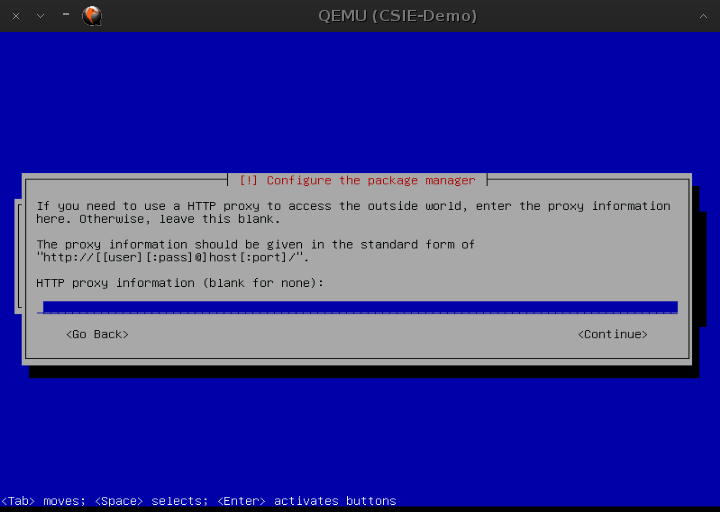 QEMU (CSIE-Demo)
[!] Configure the package manager
If you need to use a HTTP proxy to access the outside world, enter the proxy information
here. Otherwise, leave this blank.
The proxy information should be given in the standard form of
"http://[[user][:pass]@]host[:port]/".
HTTP proxy information (blank for none):
<Go Back> <Continue>
<Tab> moves; <Space> selects; <Enter> activates buttons